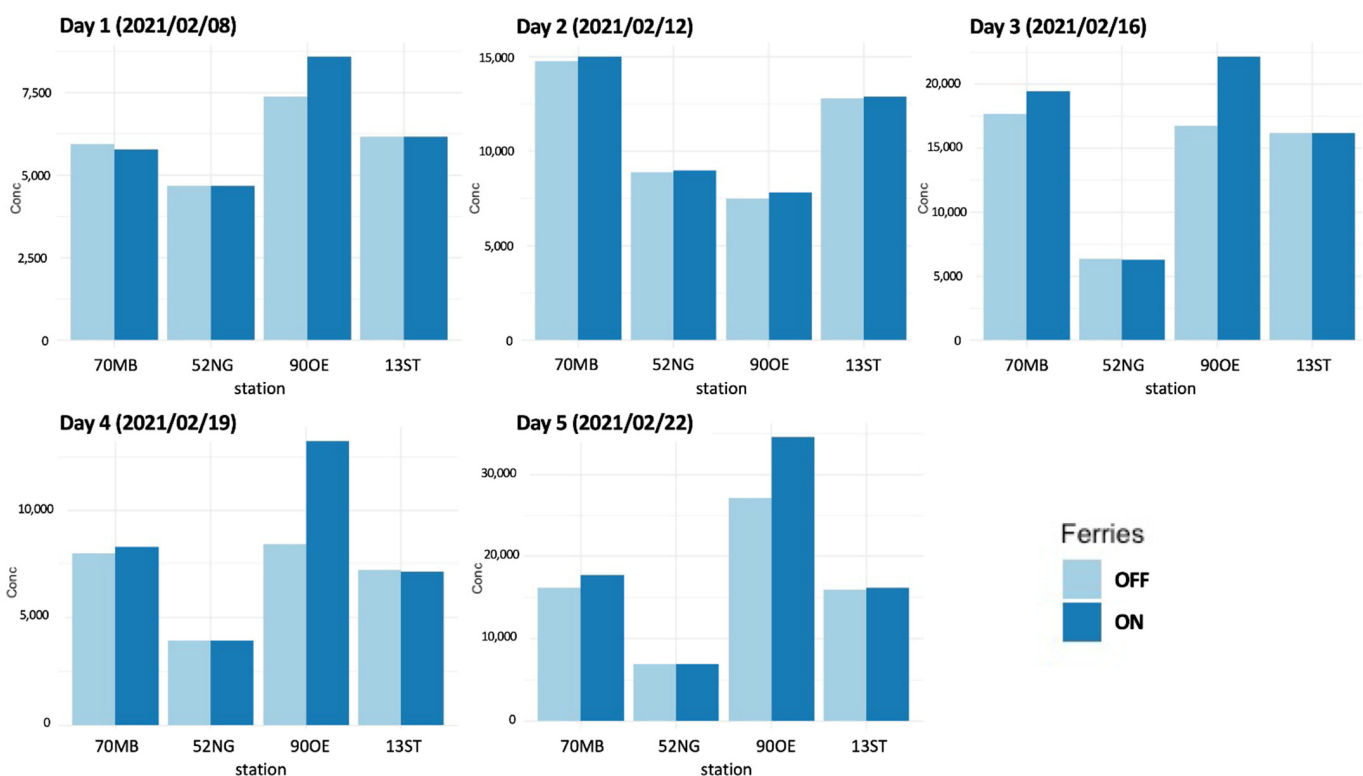 Day 1 (2021/02/08)
Conc
7,500
5,000
2,500
0
70MB 52NG 90OE 13ST
station
Day 2 (2021/02/12)
Conc
15,000
10,000
5,000
0
70MB 52NG 90OE 13ST
station
Day 3 (2021/02/16)
Conc
20,000
15,000
10,000
5,000
0
70MB 52NG 90OE 13ST
station
Day 4 (2021/02/19)
Conc
10,000
5,000
0
70MB 52NG 90OE 13ST
station
Day 5 (2021/02/22)
Conc
30,000
20,000
10,000
0
70MB 52NG 90OE 13ST
station
Ferries
OFF
ON